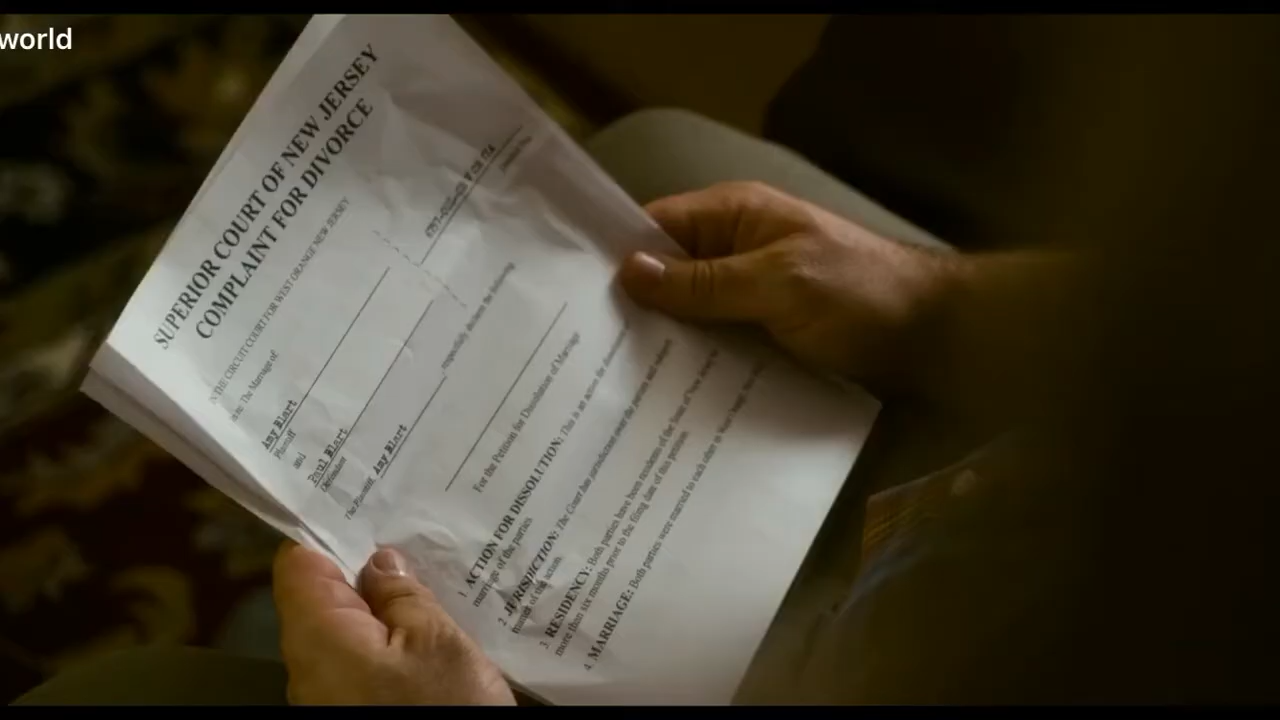 world
SUPERIOR COURT OF NEW JERSEY
COMPLAINT FOR DIVORCE
IN THE CIRCUIT COURT FOR WEST ORANGE NEW JERSEY
In re: The Marriage of
Amy Blart
Plaintiff
and
Paul Blart
Defendant
The Plaintiff, Amy Blart respectfully declares the following
For the Petition for Dissolution of Marriage
1. ACTION FOR DISSOLUTION: This is an action for dissolution
marriage of the parties.
2. JURISDICTION: The Court has jurisdiction over the parties and subject
matter of this action.
3. RESIDENCY: Both parties have been residents of the State of New Jersey
more than six months prior to the filing date of this petition.
4. MARRIAGE: Both parties were married to each other in